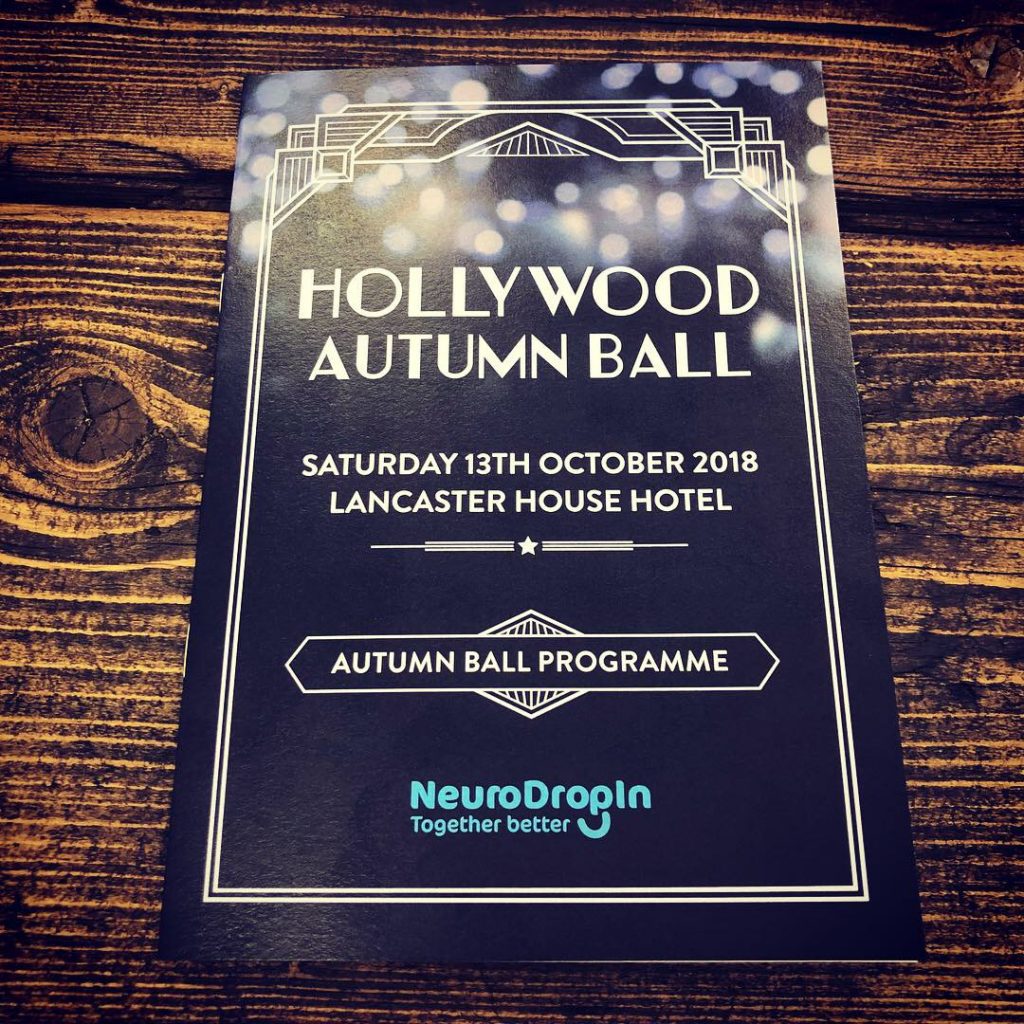 HOLLYWOOD
AUTUMN BALL
SATURDAY 13TH OCTOBER 2018
LANCASTER HOUSE HOTEL
AUTUMN BALL PROGRAMME
NeuroDropIn
Together better